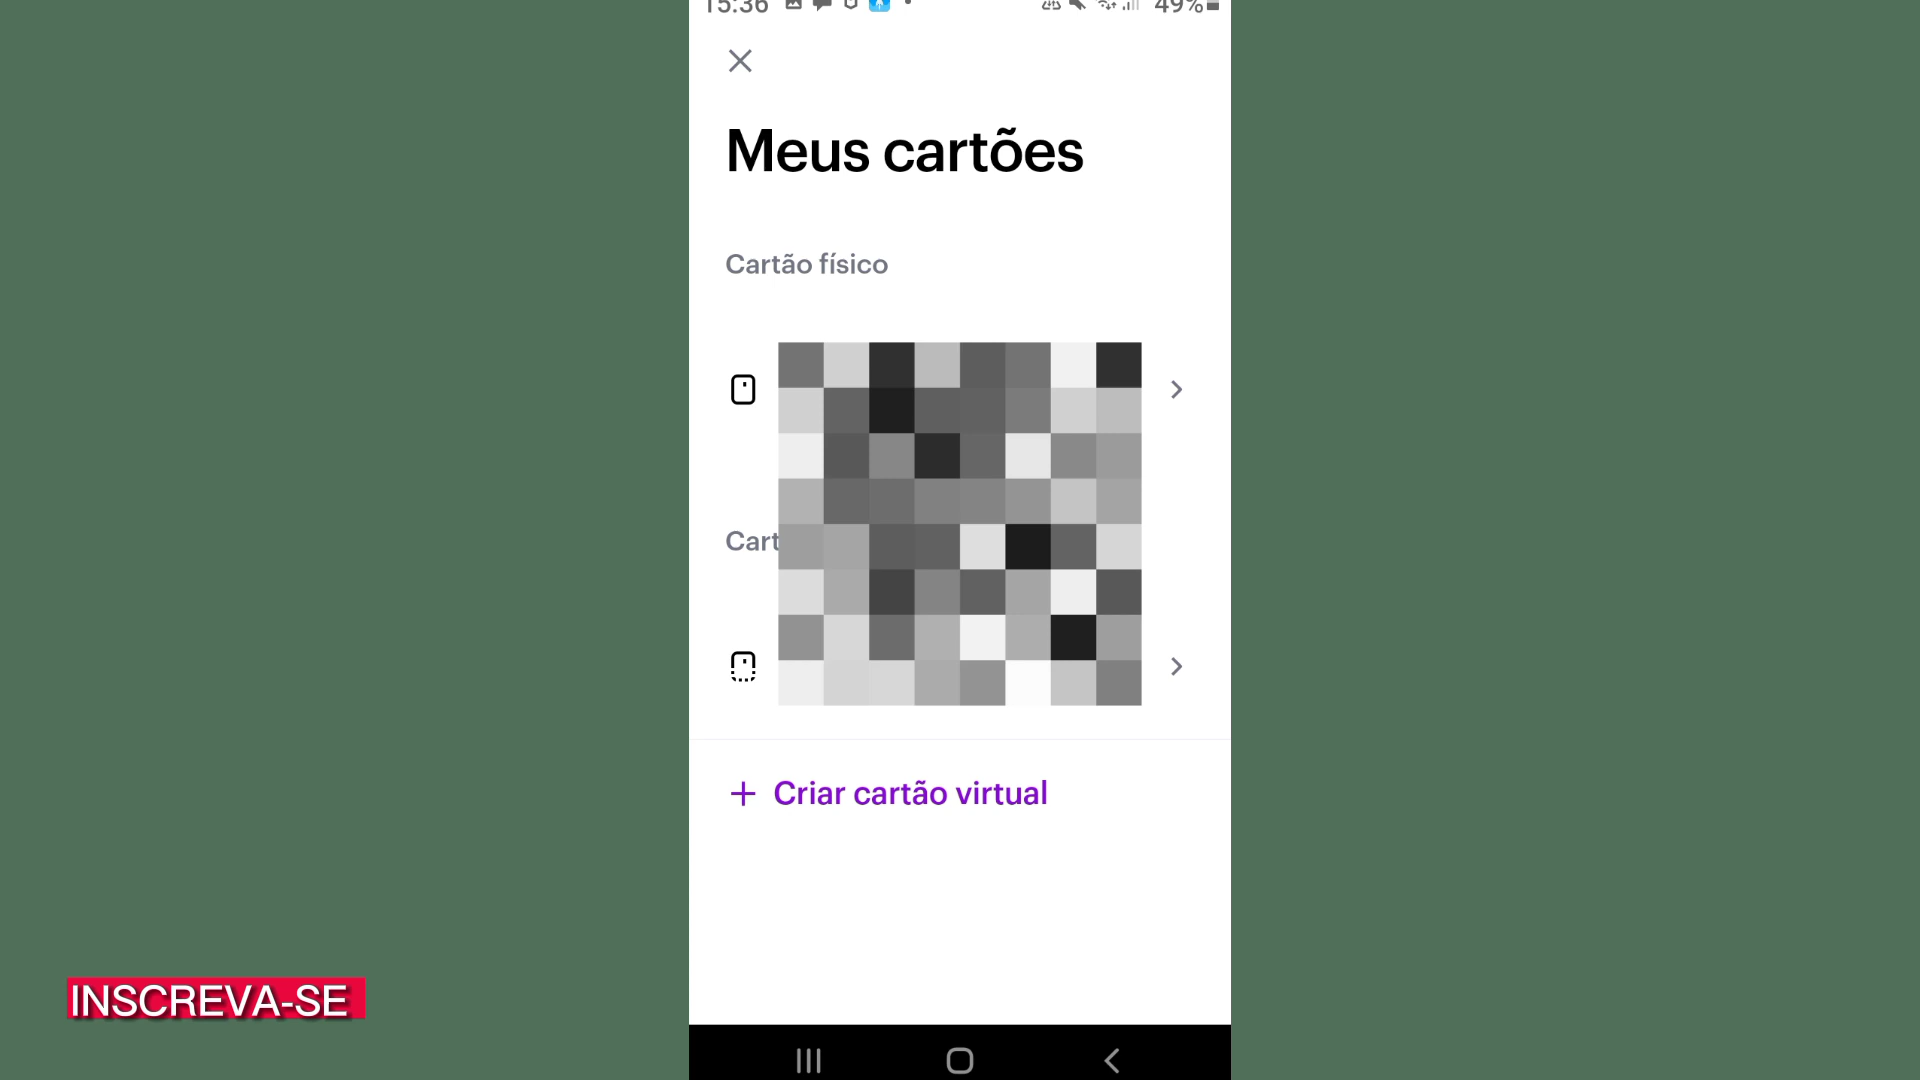 15:36
49%
Meus cartões
Cartão físico
Cart
+ Criar cartão virtual
INSCREVA-SE